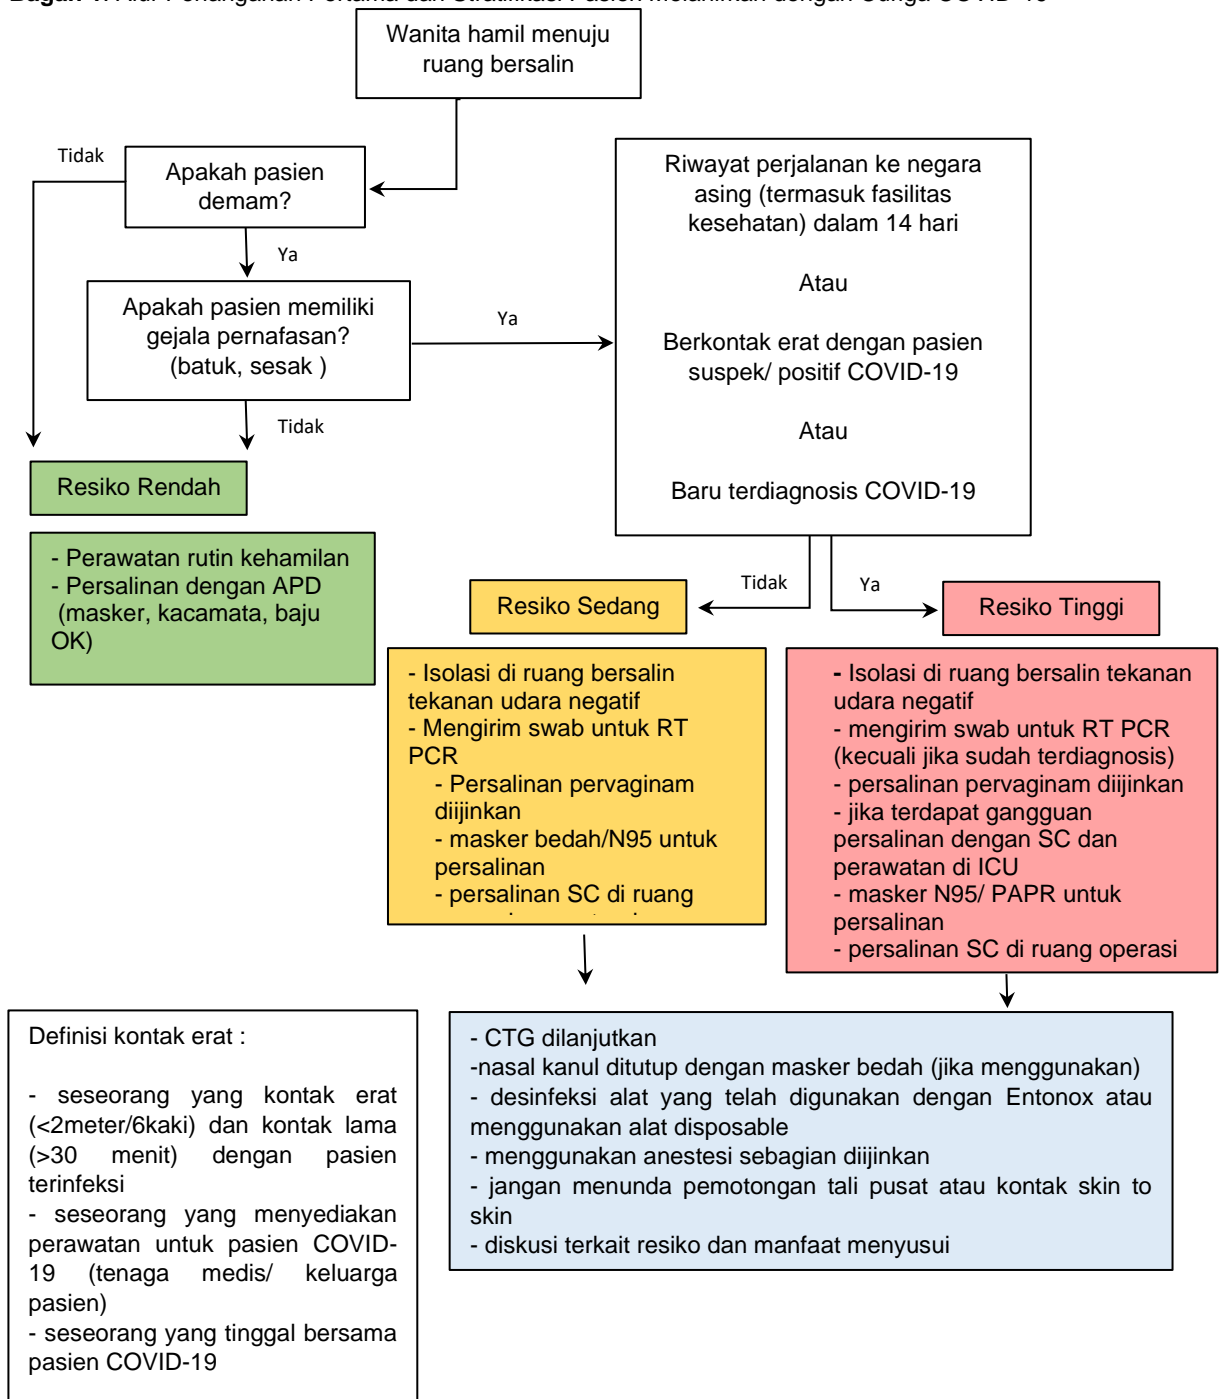 Wanita hamil menuju
ruang bersalin
Tidak
Apakah pasien
demam?
Ya
Apakah pasien memiliki
gejala pernafasan?
(batuk, sesak )
Ya
Tidak
Riwayat perjalanan ke negara
asing (termasuk fasilitas
kesehatan) dalam 14 hari
Atau
Berkontak erat dengan pasien
suspek/ positif COVID-19
Atau
Baru terdiagnosis COVID-19
Resiko Rendah
- Perawatan rutin kehamilan
- Persalinan dengan APD
(masker, kacamata, baju
OK)
Tidak
Ya
Resiko Sedang
Resiko Tinggi
- Isolasi di ruang bersalin
tekanan udara negatif
- Mengirim swab untuk RT
PCR
- Persalinan pervaginam
diijinkan
- masker bedah/N95 untuk
persalinan
- persalinan SC di ruang
- Isolasi di ruang bersalin tekanan
udara negatif
- mengirim swab untuk RT PCR
(kecuali jika sudah terdiagnosis)
- persalinan pervaginam diijinkan
- jika terdapat gangguan
persalinan dengan SC dan
perawatan di ICU
- masker N95/ PAPR untuk
persalinan
- persalinan SC di ruang operasi
Definisi kontak erat :
- seseorang yang kontak erat
(<2meter/6kaki) dan kontak lama
(>30 menit) dengan pasien
terinfeksi
- seseorang yang menyediakan
perawatan untuk pasien COVID-
19 (tenaga medis/ keluarga
pasien)
- seseorang yang tinggal bersama
pasien COVID-19
- CTG dilanjutkan
-nasal kanul ditutup dengan masker bedah (jika menggunakan)
- desinfeksi alat yang telah digunakan dengan Entonox atau
menggunakan alat disposable
- menggunakan anestesi sebagian diijinkan
- jangan menunda pemotongan tali pusat atau kontak skin to
skin
- diskusi terkait resiko dan manfaat menyusui